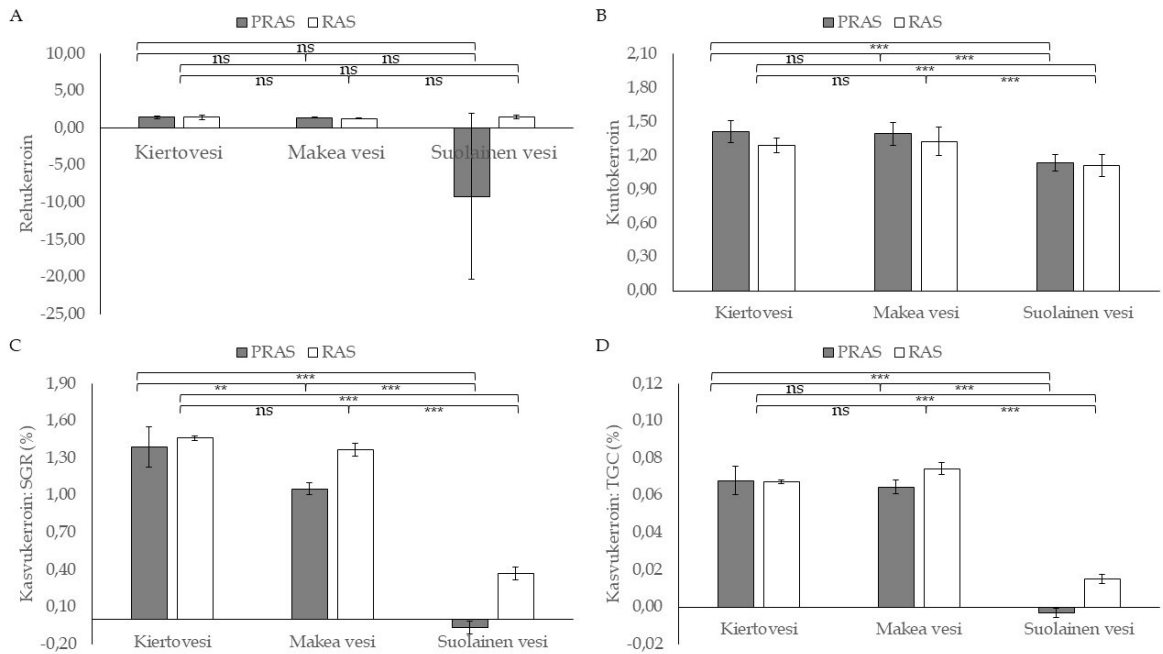 A
PRAS RAS
ns
ns ns
ns
ns ns
Rehukerroin
10,00
5,00
0,00
-5,00
-10,00
-15,00
-20,00
-25,00
Kiertovesi Makea vesi Suolainen vesi
B
PRAS RAS
***
ns ***
***
ns ***
Kuntokerroin
2,10
1,80
1,50
1,20
0,90
0,60
0,30
0,00
Kiertovesi Makea vesi Suolainen vesi
C
PRAS RAS
***
** ***
***
ns ***
Kasvukerroin: SGR (%)
1,90
1,60
1,30
1,00
0,70
0,40
0,10
-0,20
Kiertovesi Makea vesi Suolainen vesi
D
PRAS RAS
***
ns ***
***
ns ***
Kasvukerroin: TGC (%)
0,12
0,10
0,08
0,06
0,04
0,02
0,00
-0,02
Kiertovesi Makea vesi Suolainen vesi